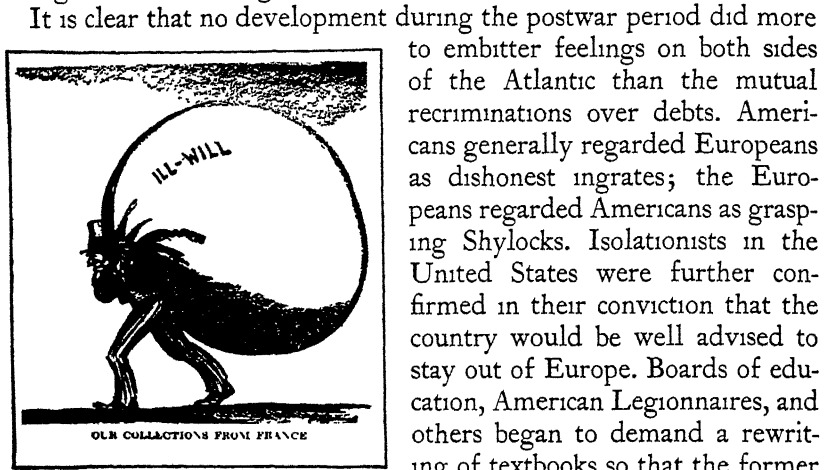 It is clear that no development during the postwar period did more
to embitter feelings on both sides
of the Atlantic than the mutual
recriminations over debts. Ameri-
cans generally regarded Europeans
as dishonest ingrates; the Euro-
peans regarded Americans as grasp-
ing Shylocks. Isolationists in the
United States were further con-
firmed in their conviction that the
country would be well advised to
stay out of Europe. Boards of edu-
cation, American Legionnaires, and
others began to demand a rewrit-
ing of textbooks so that the former
ILL-WILL
OUR COLLECTIONS FROM FRANCE